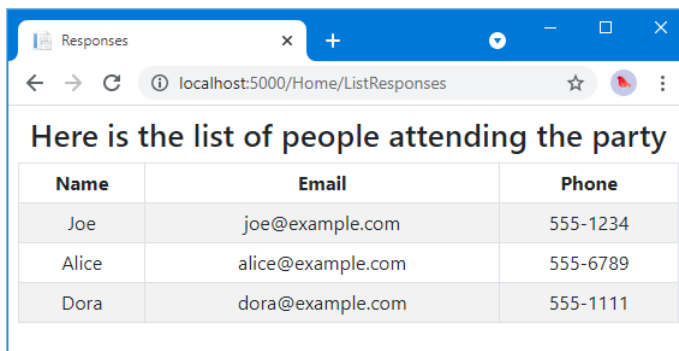 Responses
localhost:5000/Home/ListResponses
Here is the list of people attending the party
Name Email Phone
Joe joe@example.com 555-1234
Alice alice@example.com 555-6789
Dora dora@example.com 555-1111